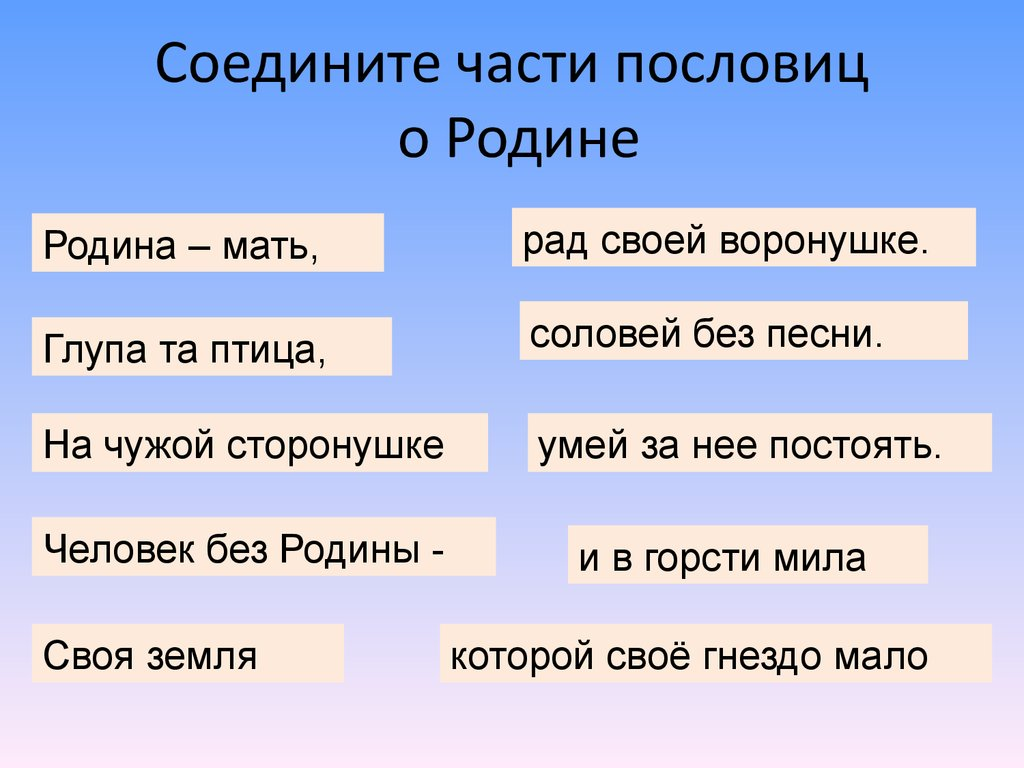 Соедините части пословиц
о Родине
Родина – мать,
рад своей воронушке.
Глупа та птица,
соловей без песни.
На чужой сторонушке
умей за нее постоять.
Человек без Родины -
и в горсти мила
Своя земля
которой своё гнездо мало